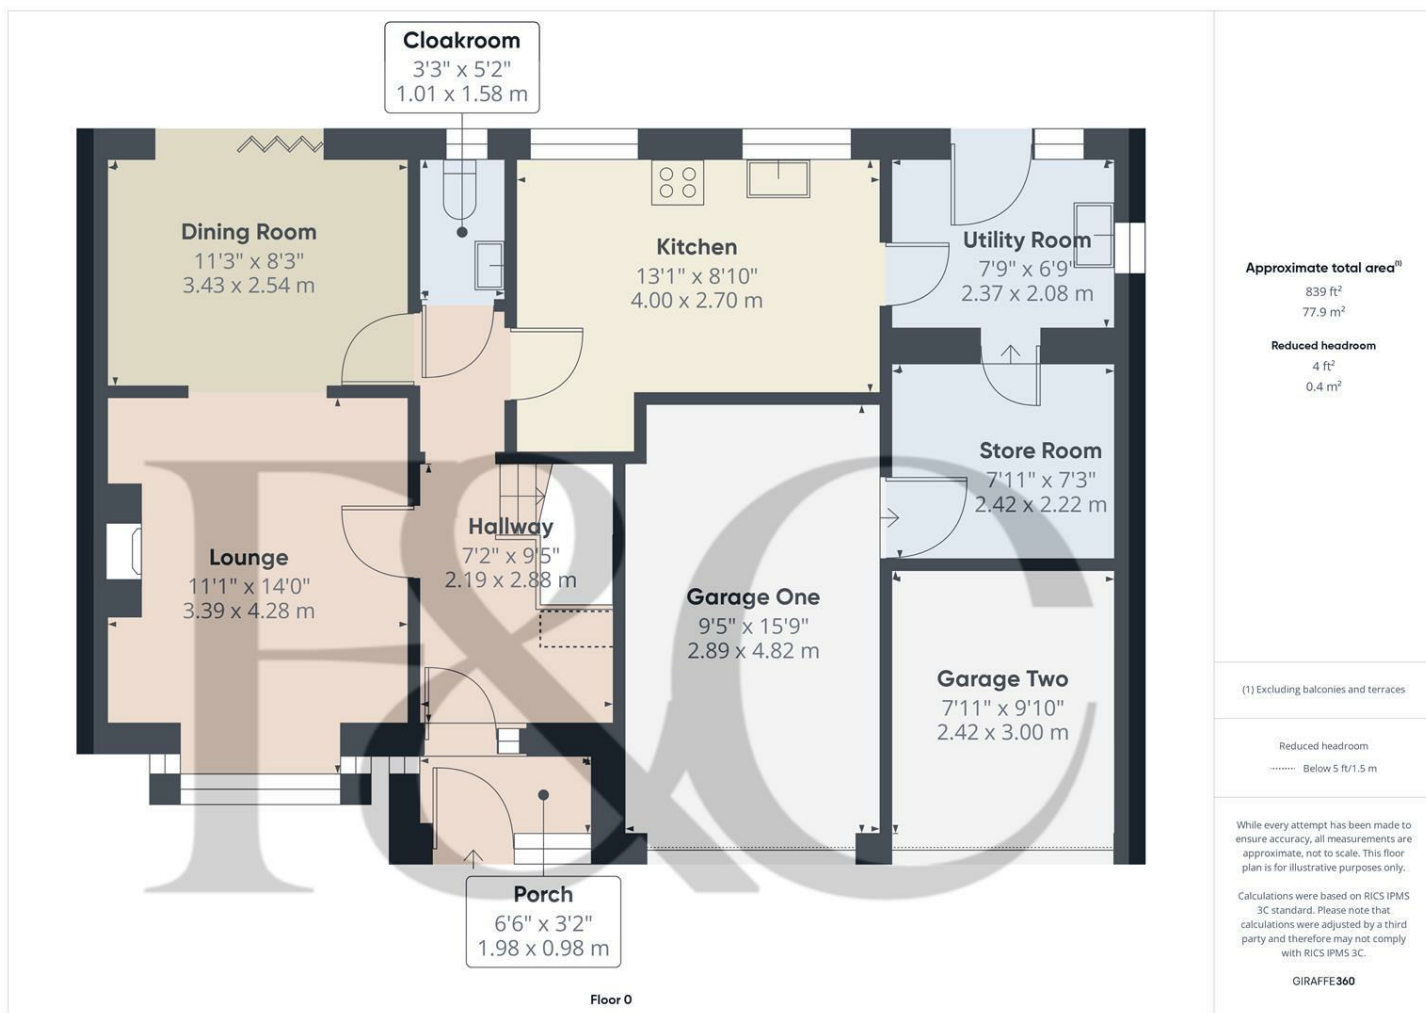 Cloakroom
3'3" x 5'2"
1.01 x 1.58 m
Dining Room
11'3" x 8'3"
3.43 x 2.54 m
Kitchen
13'1" x 8'10"
4.00 x 2.70 m
Utility Room
7'9" x 6'9"
2.37 x 2.08 m
Store Room
7'11" x 7'3"
2.42 x 2.22 m
Hallway
7'2" x 9'5"
2.19 x 2.88 m
Lounge
11'1" x 14'0"
3.39 x 4.28 m
Garage One
9'5" x 15'9"
2.89 x 4.82 m
Garage Two
7'11" x 9'10"
2.42 x 3.00 m
F&C
Porch
6'6" x 3'2"
1.98 x 0.98 m
Floor 0
Approximate total area(1)
839 ft²
77.9 m²
Reduced headroom
4 ft²
0.4 m²
(1) Excluding balconies and terraces
Reduced headroom
Below 5 ft/1.5 m
While every attempt has been made to
ensure accuracy, all measurements are
approximate, not to scale. This floor
plan is for illustrative purposes only.
Calculations were based on RICS IPMS
3C standard. Please note that
calculations were adjusted by a third
party and therefore may not comply
with RICS IPMS 3C.
GIRAFFE360